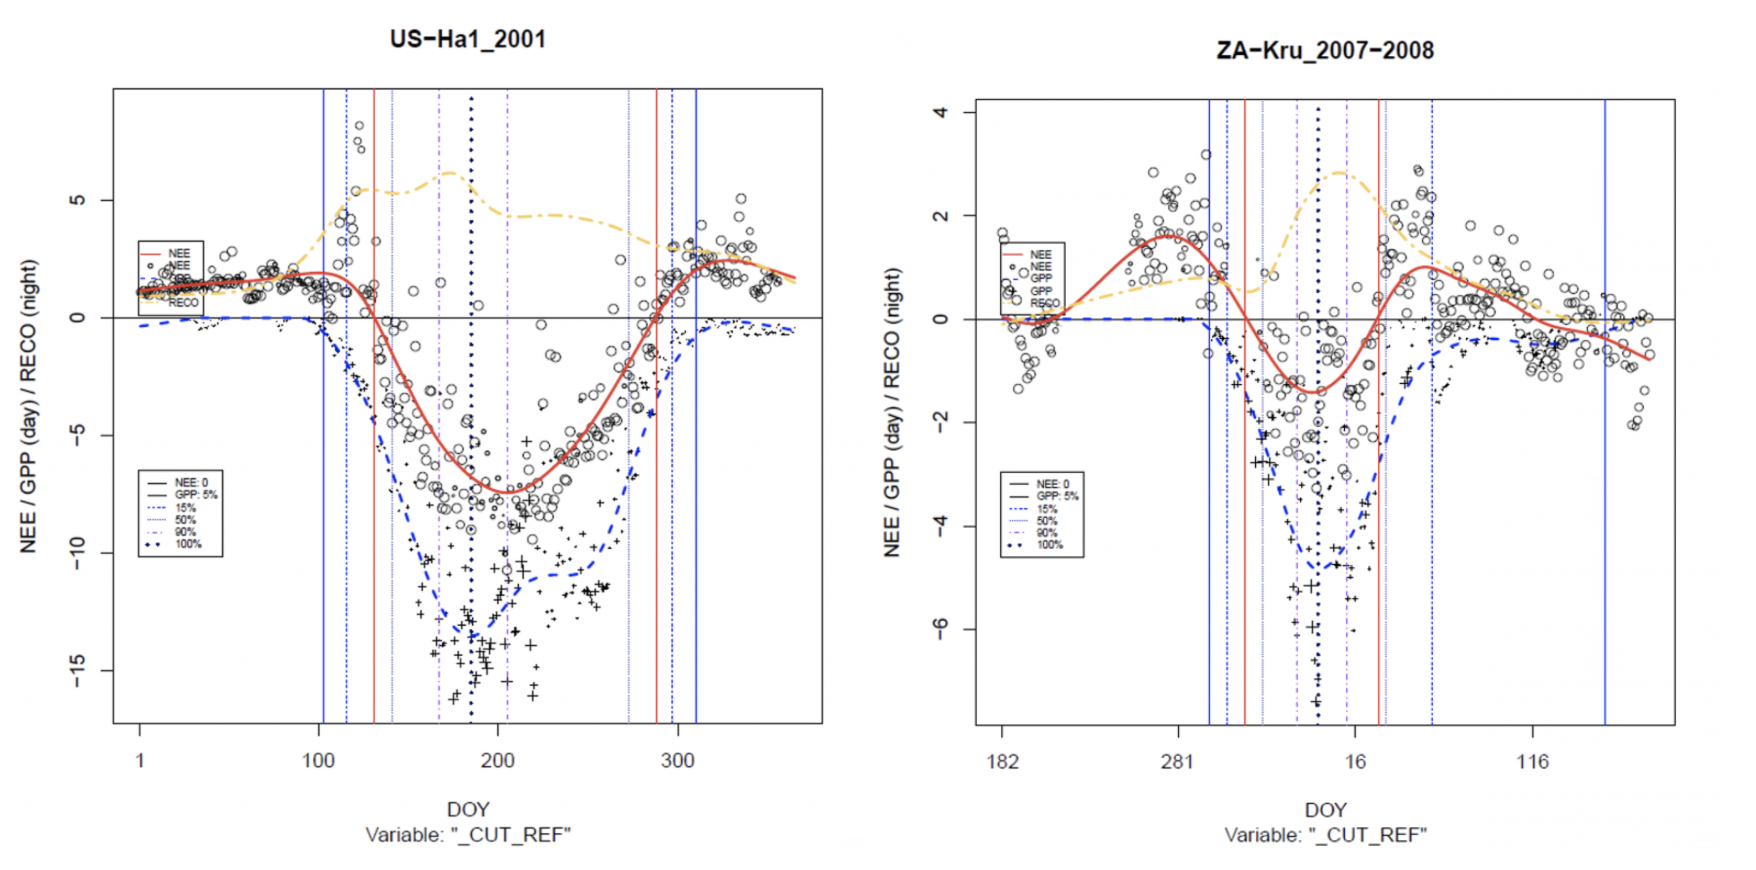 US−Ha1_2001
NEE / GPP (day) / RECO (night)
5
0
−5
−10
−15
NEE
NEE
RECO
NEE: 0
GPP: 5%
15%
50%
90%
100%
1
100
200
300
DOY
Variable: "_CUT_REF"
ZA−Kru_2007−2008
NEE / GPP (day) / RECO (night)
4
2
0
−2
−4
−6
NEE
NEE
GPP
GPP
RECO
NEE: 0
GPP: 5%
15%
50%
90%
100%
182
281
16
116
DOY
Variable: "_CUT_REF"